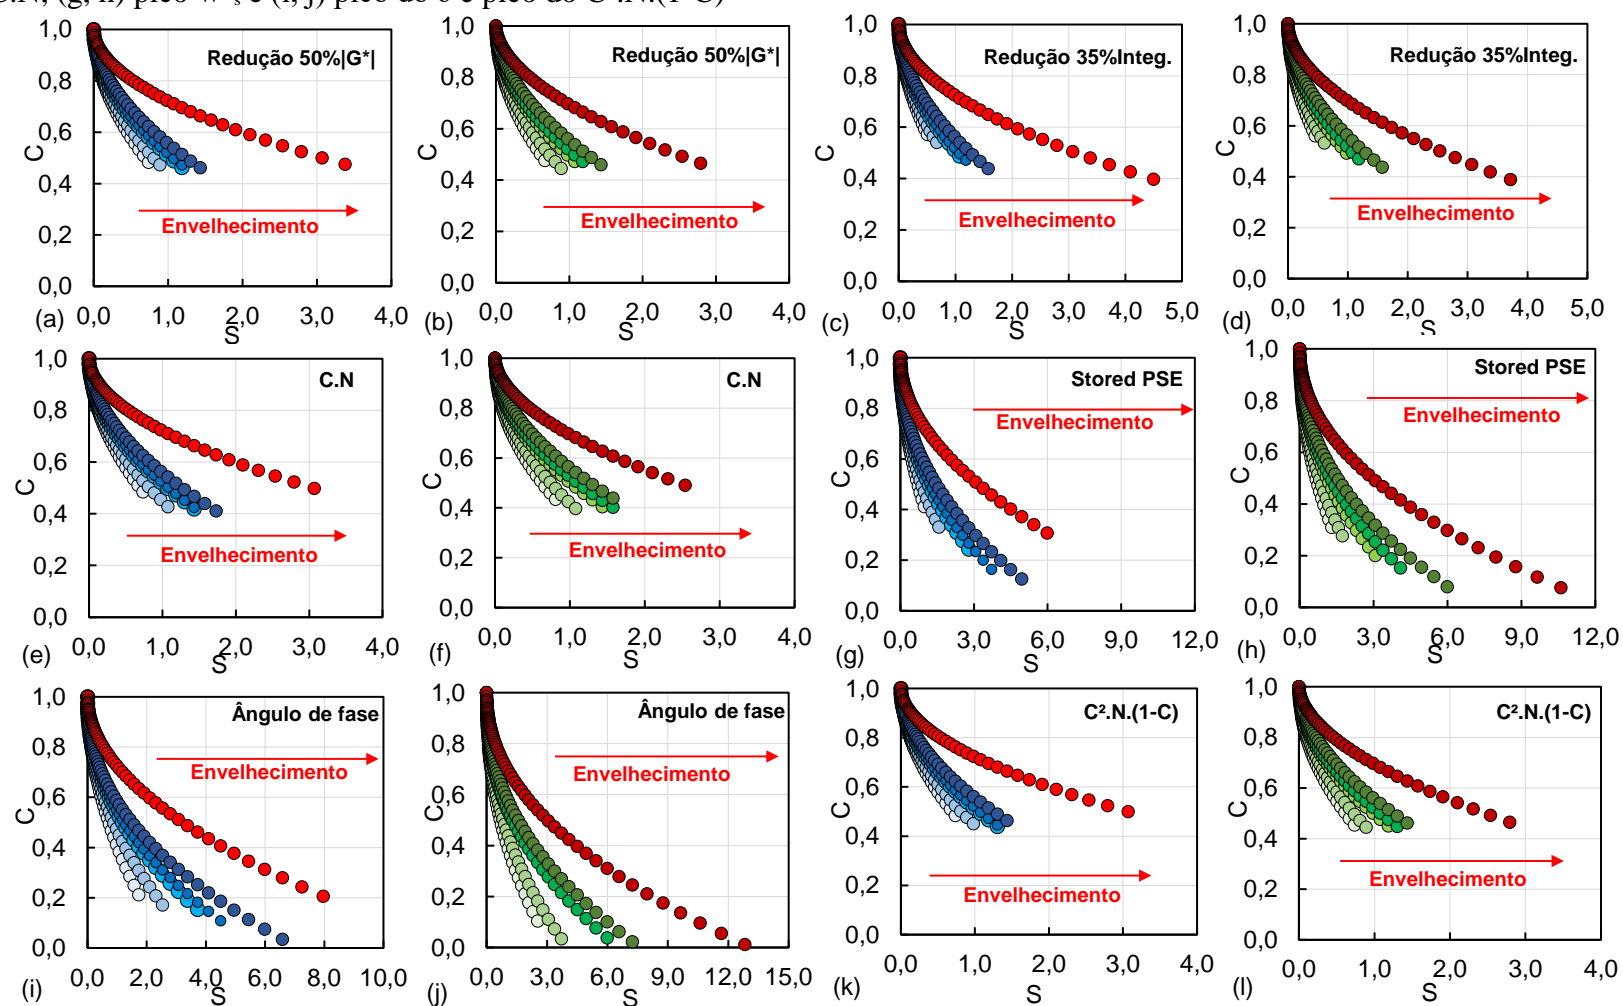 C.N, (g, h) pico Wᴿₛ e (i, j) pico do δ e pico do C².N.(1-C)
1,0 0,8 0,6 0,4 0,2 0,0
C
Redução 50%|G*|
Envelhecimento
(a) 0,0 1,0 2,0 3,0 4,0
S
1,0 0,8 0,6 0,4 0,2 0,0
C
Redução 50%|G*|
Envelhecimento
(b) 0,0 1,0 2,0 3,0 4,0
S
1,0 0,8 0,6 0,4 0,2 0,0
C
Redução 35%Integ.
Envelhecimento
(c) 0,0 1,0 2,0 3,0 4,0 5,0
S
1,0 0,8 0,6 0,4 0,2 0,0
C
Redução 35%Integ.
Envelhecimento
(d) 0,0 1,0 2,0 3,0 4,0 5,0
S
1,0 0,8 0,6 0,4 0,2 0,0
C
C.N
Envelhecimento
(e) 0,0 1,0 2,0 3,0 4,0
S
1,0 0,8 0,6 0,4 0,2 0,0
C
C.N
Envelhecimento
(f) 0,0 1,0 2,0 3,0 4,0
S
1,0 0,8 0,6 0,4 0,2 0,0
C
Stored PSE
Envelhecimento
(g) 0,0 3,0 6,0 9,0 12,0
S
1,0 0,8 0,6 0,4 0,2 0,0
C
Stored PSE
Envelhecimento
(h) 0,0 3,0 6,0 9,0 12,0
S
1,0 0,8 0,6 0,4 0,2 0,0
C
Ângulo de fase
Envelhecimento
(i) 0,0 2,0 4,0 6,0 8,0 10,0
S
1,0 0,8 0,6 0,4 0,2 0,0
C
Ângulo de fase
Envelhecimento
(j) 0,0 3,0 6,0 9,0 12,0 15,0
S
1,0 0,8 0,6 0,4 0,2 0,0
C
C².N.(1-C)
Envelhecimento
(k) 0,0 1,0 2,0 3,0 4,0
S
1,0 0,8 0,6 0,4 0,2 0,0
C
C².N.(1-C)
Envelhecimento
(l) 0,0 1,0 2,0 3,0 4,0
S